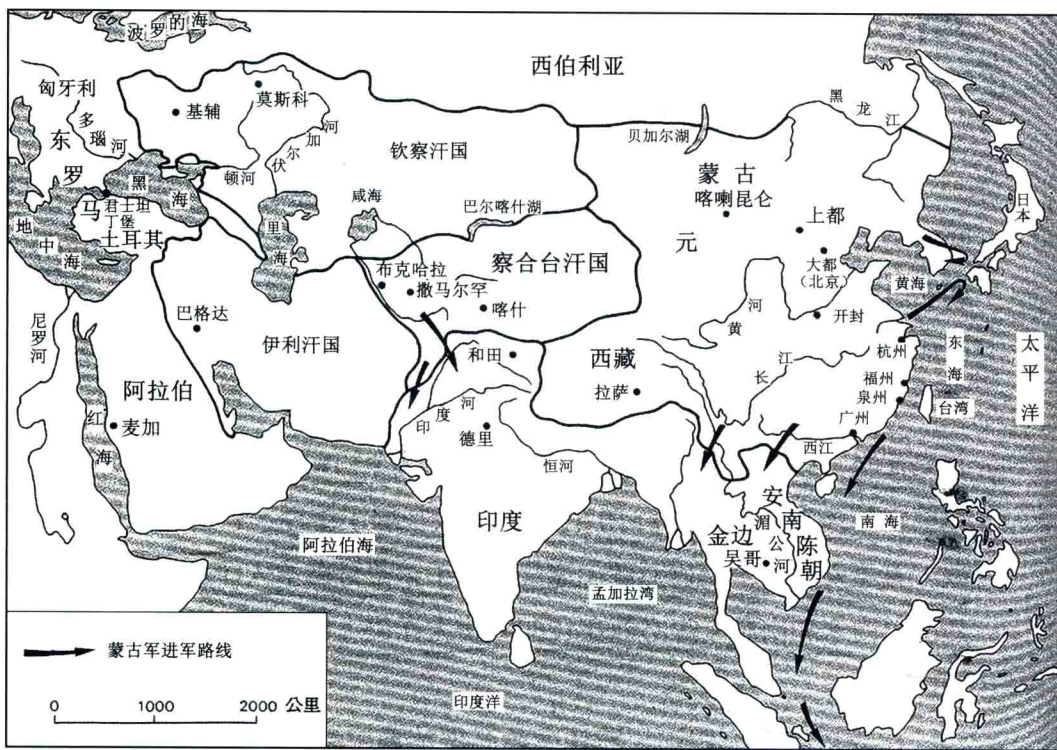 波罗的海
西伯利亚
匈牙利
莫斯科
基辅
黑龙江
多瑙河
伏尔加河
贝加尔湖
东罗马
钦察汗国
顿河
黑海
蒙古
喀喇昆仑
咸海
巴尔喀什湖
日本
君士坦丁堡
土耳其
地中海
里海
上都
元
大都
(北京)
察合台汗国
布克哈拉
撒马尔罕
黄海
喀什
黄河
开封
巴格达
尼罗河
伊利汗国
和田
西藏
杭州
东海
太平洋
长江
福州
拉萨
泉州
台湾
阿拉伯
红海
麦加
印度河
德里
广州
西江
恒河
安南
陈朝
南海
印度
湄公河
金边
吴哥
阿拉伯海
孟加拉湾
蒙古军进军路线
印度洋
0 1000 2000 公里